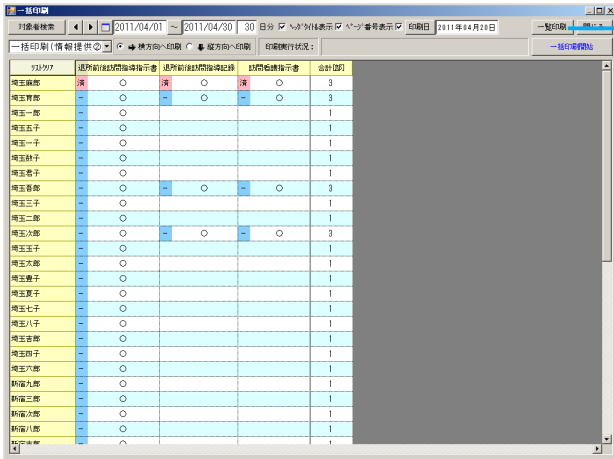 一括印刷
対象者検索 2011/04/01 ～ 2011/04/30 30 日分 ヘッダタイトル表示 ページ番号表示 印刷日 2011年04月20日 一覧印刷
一括印刷(情報提供② 横方向へ印刷 縦方向へ印刷 印刷実行状況： 一括印刷開始
リストクリア 退所前後訪問指導指示書 退所前後訪問指導記録 訪問看護指示書 合計[部]
埼玉麻郎 済 ○ 済 ○ 済 ○ 3
埼玉育郎 － ○ － ○ － ○ 3
埼玉一郎 － ○ 1
埼玉五子 － ○ 1
埼玉一子 － ○ 1
埼玉 － ○ 1
埼玉君子 － ○ 1
埼玉吾郎 － ○ － ○ － ○ 3
埼玉三子 － ○ 1
埼玉二郎 － ○ 1
埼玉次郎 － ○ － ○ － ○ 3
埼玉玉子 － ○ 1
埼玉太郎 － ○ 1
埼玉豊子 － ○ 1
埼玉夏子 － ○ 1
埼玉七子 － ○ 1
埼玉八子 － ○ 1
埼玉吉郎 － ○ 1
埼玉四子 － ○ 1
埼玉六郎 － ○ 1
新宿九郎 － ○ 1
新宿三郎 － ○ 1
新宿次郎 － ○ 1
新宿八郎 － ○ 1